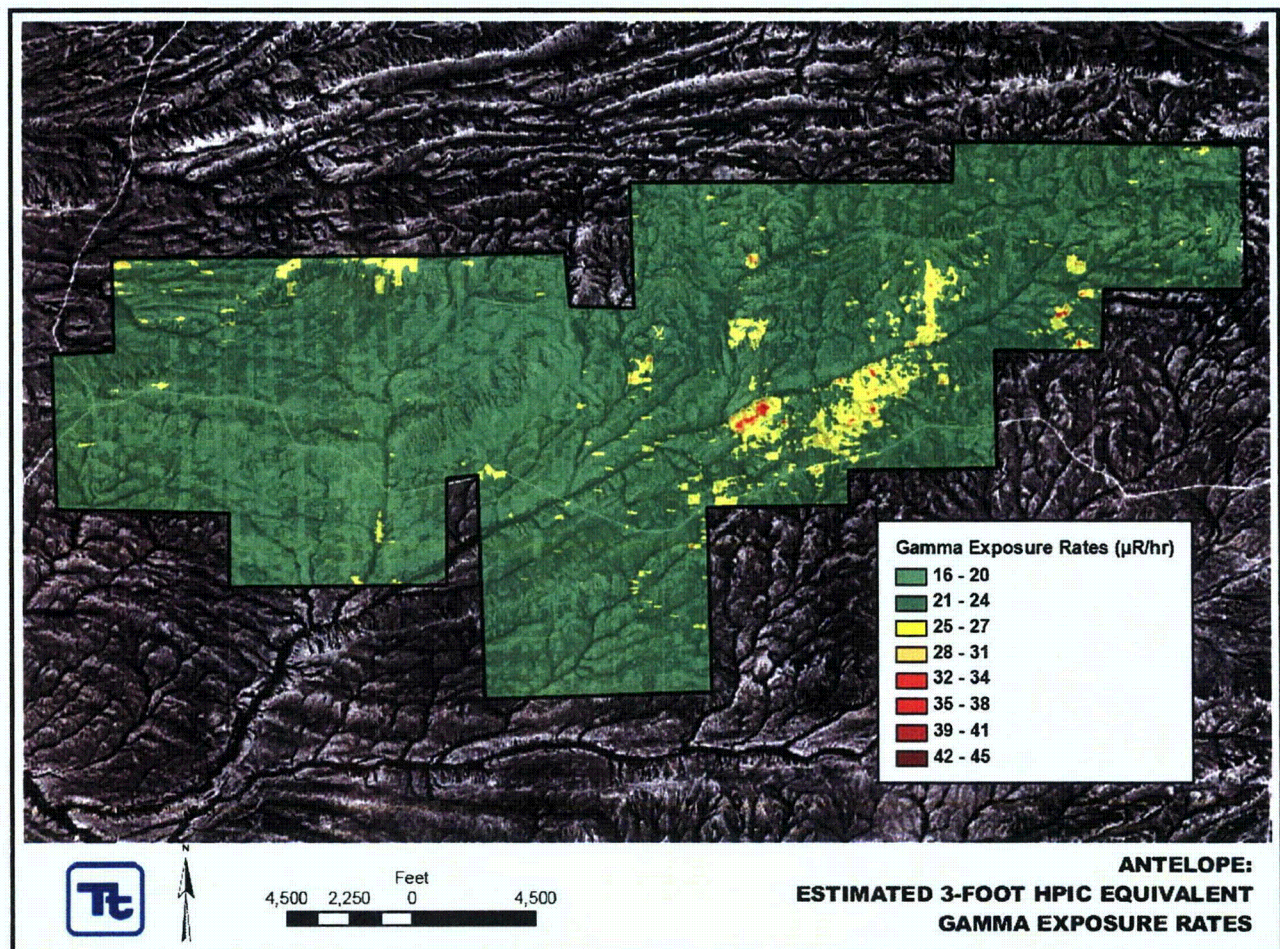 Gamma Exposure Rates (µR/hr)
16 - 20
21 - 24
25 - 27
28 - 31
32 - 34
35 - 38
39 - 41
42 - 45
Tt
N
Feet
4,500 2,250 0 4,500
ANTELOPE:
ESTIMATED 3-FOOT HPIC EQUIVALENT
GAMMA EXPOSURE RATES